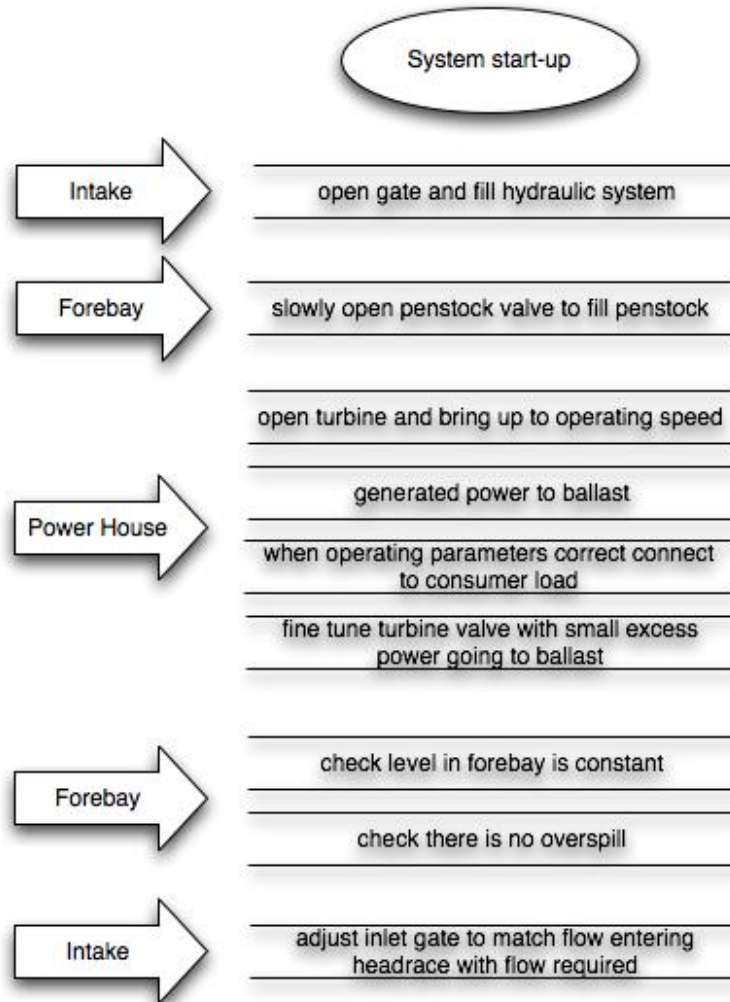 System start-up
Intake
open gate and fill hydraulic system
Forebay
slowly open penstock valve to fill penstock
Power House
open turbine and bring up to operating speed
generated power to ballast
when operating parameters correct connect
to consumer load
fine tune turbine valve with small excess
power going to ballast
Forebay
check level in forebay is constant
check there is no overspill
Intake
adjust inlet gate to match flow entering
headrace with flow required